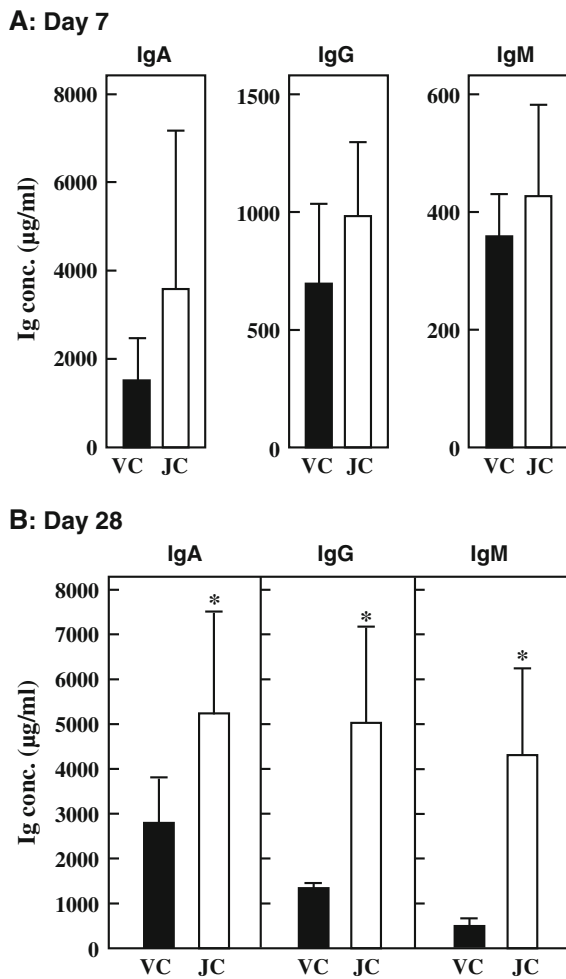 A: Day 7
IgA IgG IgM
Ig conc. (μg/ml)
8000
6000
4000
2000
0
VC JC
1500
1000
500
0
VC JC
600
400
200
0
VC JC
B: Day 28
IgA IgG IgM
Ig conc. (μg/ml)
8000
7000
6000
5000
4000
3000
2000
1000
0
* * *
VC JC VC JC VC JC